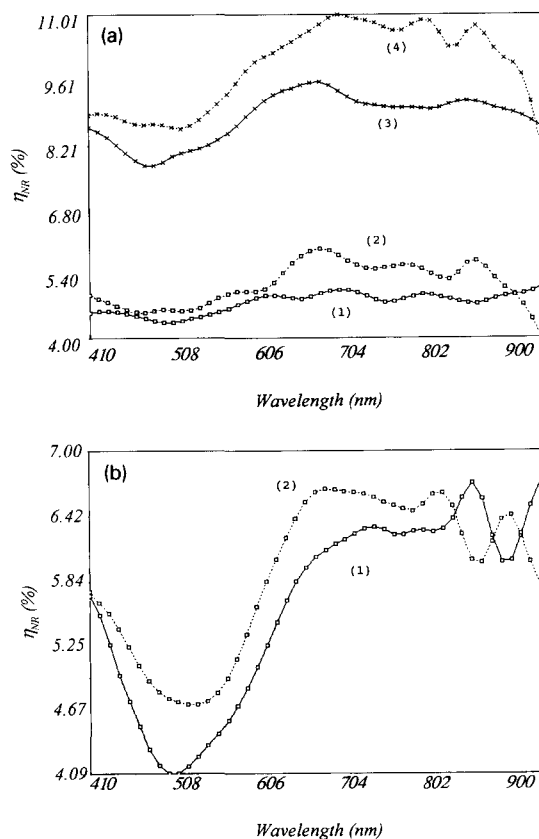 (a)
11.01
9.61
8.21
6.80
5.40
4.00
η_NR (%)
(4)
(3)
(2)
(1)
410 508 606 704 802 900
Wavelength (nm)
(b)
7.00
6.42
5.84
5.25
4.67
4.09
η_NR (%)
(2)
(1)
410 508 606 704 802 900
Wavelength (nm)